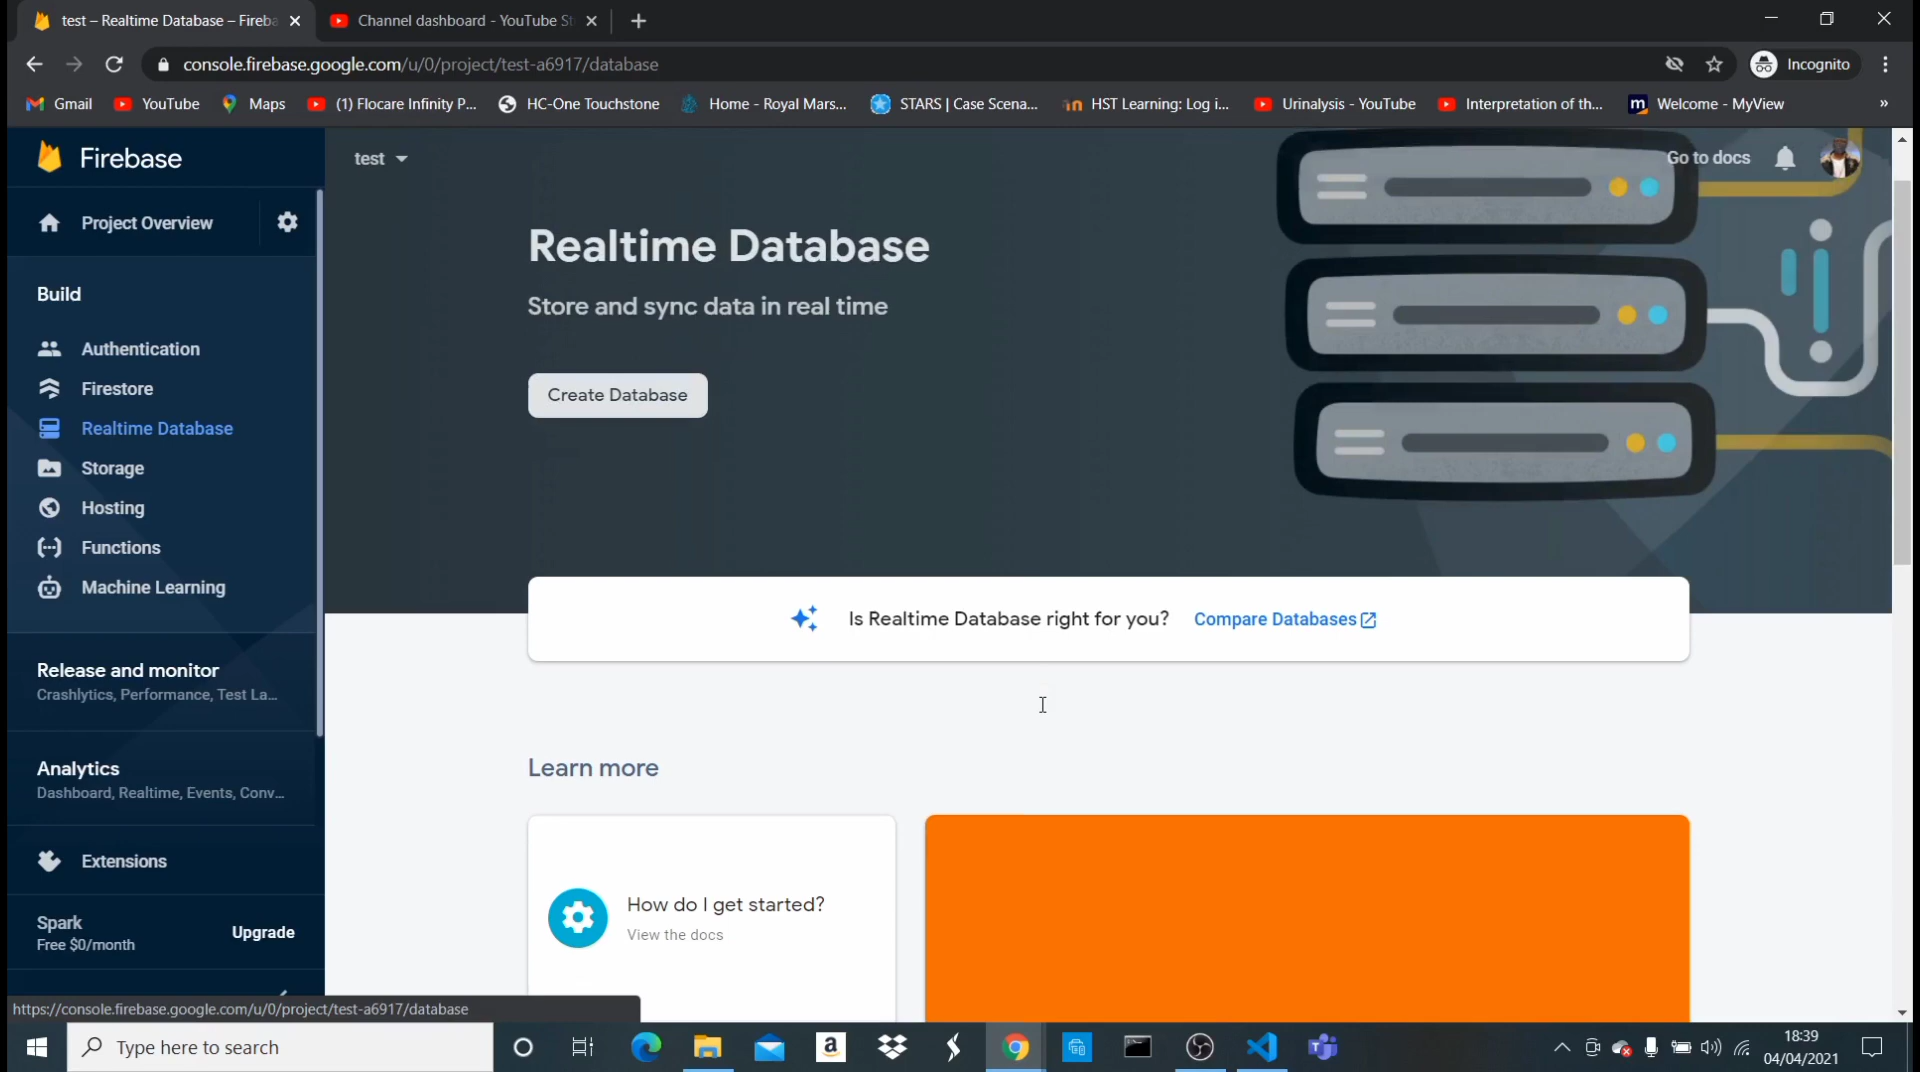 test – Realtime Database – Fireba
Channel dashboard - YouTube St
console.firebase.google.com/u/0/project/test-a6917/database
Incognito
Gmail
YouTube
Maps
(1) Flocare Infinity P...
HC-One Touchstone
Home - Royal Mars...
STARS | Case Scena...
HST Learning: Log i...
Urinalysis - YouTube
Interpretation of th...
Welcome - MyView
»
Firebase
test
Go to docs
Project Overview
Build
Authentication
Firestore
Realtime Database
Storage
Hosting
Functions
Machine Learning
Release and monitor
Crashlytics, Performance, Test La...
Analytics
Dashboard, Realtime, Events, Conv...
Extensions
Spark
Free $0/month
Upgrade
Realtime Database
Store and sync data in real time
Create Database
Is Realtime Database right for you?
Compare Databases
Learn more
How do I get started?
View the docs
https://console.firebase.google.com/u/0/project/test-a6917/database
Type here to search
18:39
04/04/2021